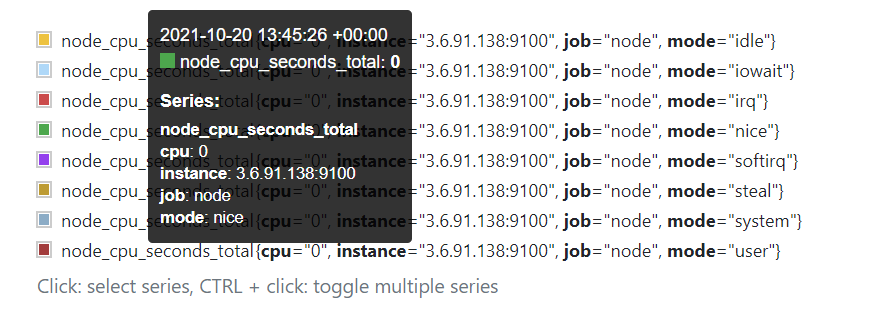 2021-10-20 13:45:26 +00:00
node_cpu_seconds_total: 0
Series:
node_cpu_seconds_total
cpu: 0
instance: 3.6.91.138:9100
job: node
mode: nice
node_cpu_seconds_total{cpu="0", instance="3.6.91.138:9100", job="node", mode="idle"}
node_cpu_seconds_total{cpu="0", instance="3.6.91.138:9100", job="node", mode="iowait"}
node_cpu_seconds_total{cpu="0", instance="3.6.91.138:9100", job="node", mode="irq"}
node_cpu_seconds_total{cpu="0", instance="3.6.91.138:9100", job="node", mode="nice"}
node_cpu_seconds_total{cpu="0", instance="3.6.91.138:9100", job="node", mode="softirq"}
node_cpu_seconds_total{cpu="0", instance="3.6.91.138:9100", job="node", mode="steal"}
node_cpu_seconds_total{cpu="0", instance="3.6.91.138:9100", job="node", mode="system"}
node_cpu_seconds_total{cpu="0", instance="3.6.91.138:9100", job="node", mode="user"}
Click: select series, CTRL + click: toggle multiple series